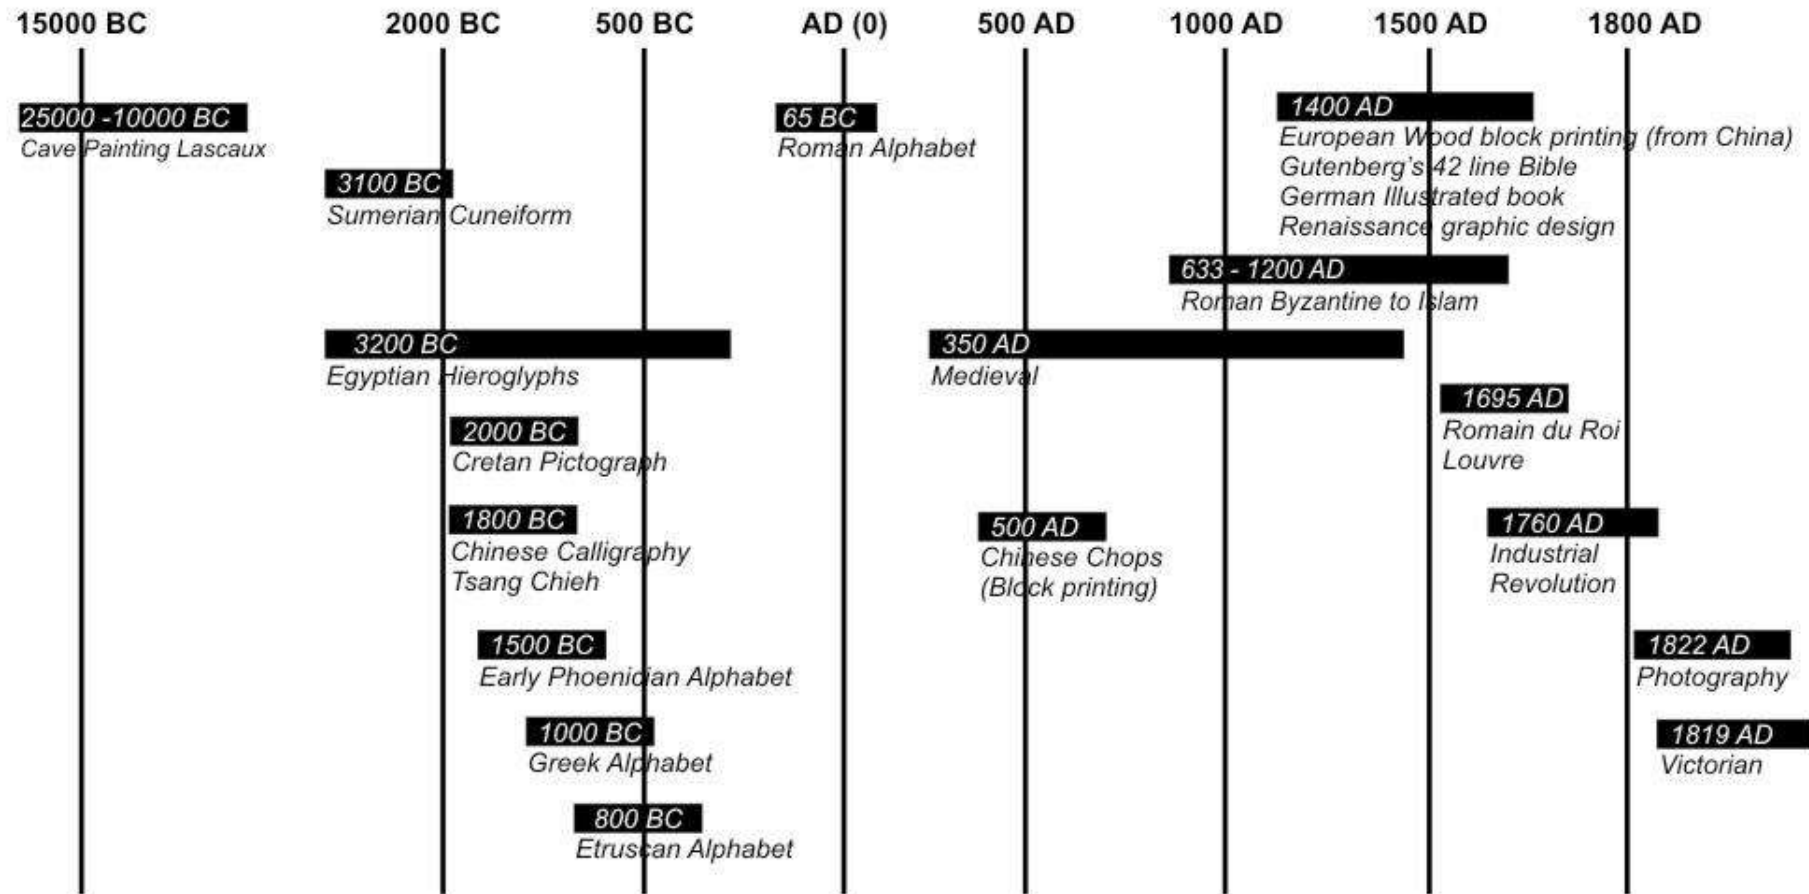 15000 BC
2000 BC
500 BC
AD (0)
500 AD
1000 AD
1500 AD
1800 AD
25000 -10000 BC
Cave Painting Lascaux
3100 BC
Sumerian Cuneiform
3200 BC
Egyptian Hieroglyphs
2000 BC
Cretan Pictograph
1800 BC
Chinese Calligraphy
Tsang Chieh
1500 BC
Early Phoenician Alphabet
1000 BC
Greek Alphabet
800 BC
Etruscan Alphabet
65 BC
Roman Alphabet
350 AD
Medieval
500 AD
Chinese Chops
(Block printing)
1400 AD
European Wood block printing (from China)
Gutenberg's 42 line Bible
German Illustrated book
Renaissance graphic design
633 - 1200 AD
Roman Byzantine to Islam
1695 AD
Romain du Roi
Louvre
1760 AD
Industrial
Revolution
1822 AD
Photography
1819 AD
Victorian